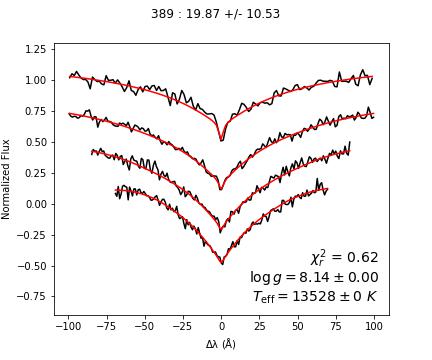 389 : 19.87 +/- 10.53
1.25
1.00
0.75
0.50
0.25
0.00
−0.25
−0.50
−0.75
Normalized Flux
χ²ᵣ = 0.62
log g = 8.14 ± 0.00
T_eff = 13528 ± 0 K
−100 −75 −50 −25 0 25 50 75 100
Δλ (Å)